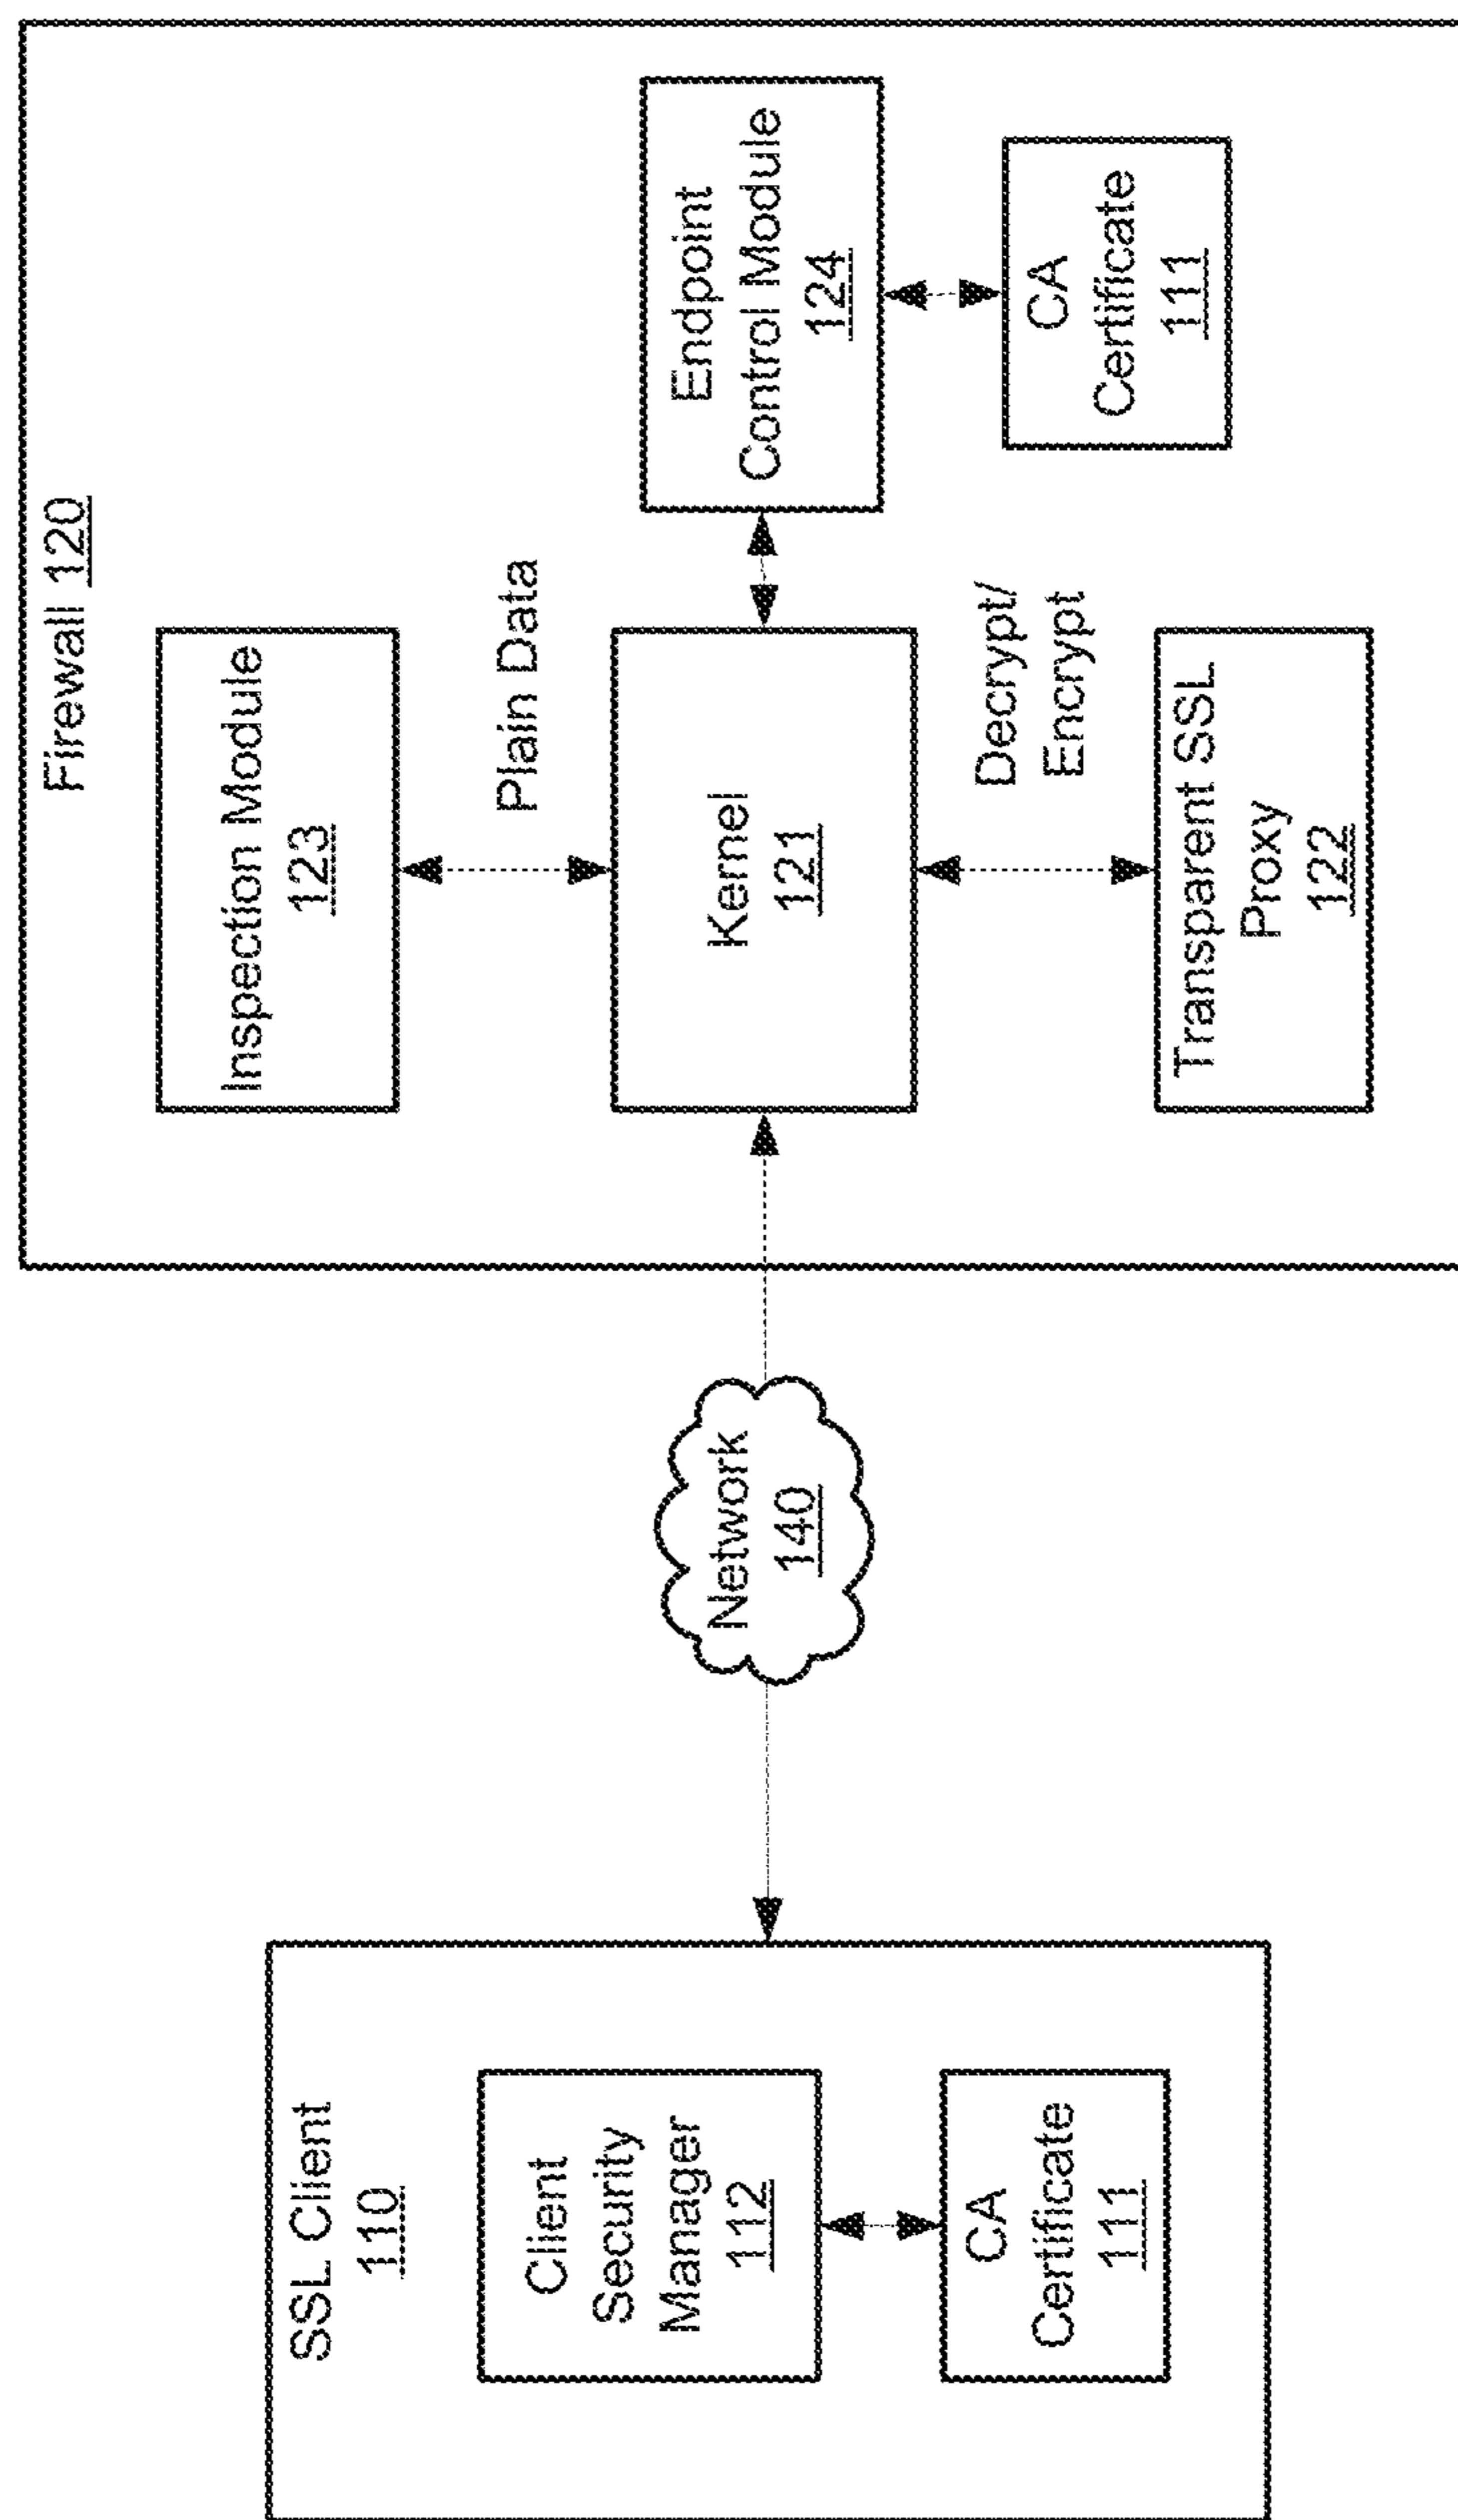 SSL Client
110
Client
Security
Manager
112
CA
Certificate
111
Network
140
Firewall 120
Inspection Module
123
Plain Data
Kernel
121
Decrypt/
Encrypt
Transparent SSL
Proxy
122
Endpoint
Control Module
124
CA
Certificate
111